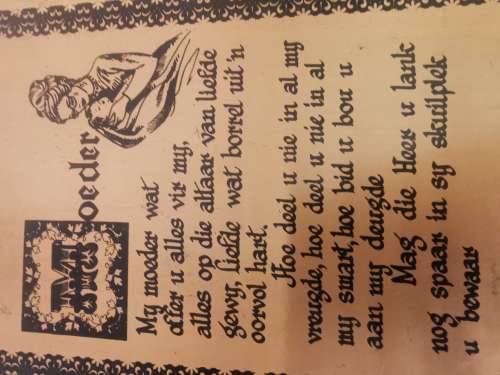 Moeder
My moeder wat
offer u alles vir my,
alles op die altaar van liefde
gewy, Liefde wat borrel uit 'n
oorvol hart.
Hoe deel u nie in al my
vreugde, hoe deel u nie in al
my smart, hoe bid u bou u
aan my deugde
Mag die Heer u lank
nog spaar in sy skuilplek
u bewaar